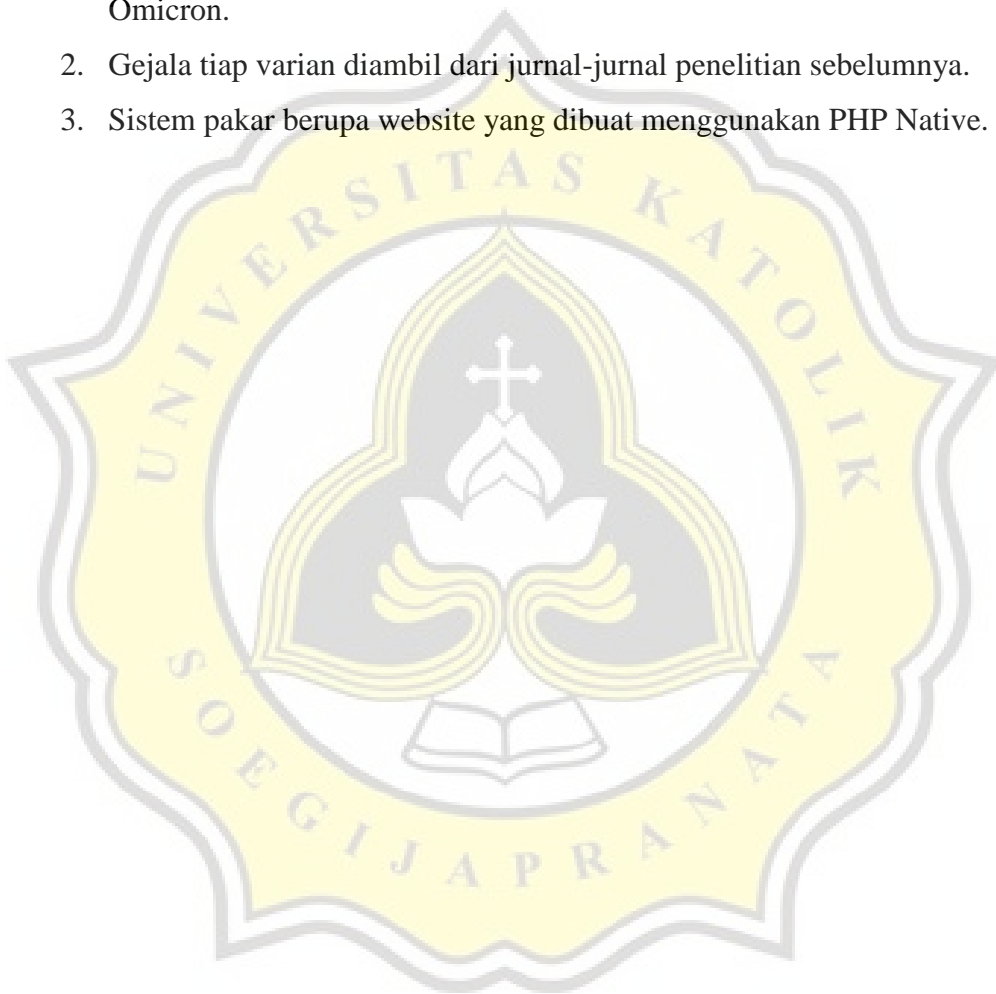 Omicron.
2. Gejala tiap varian diambil dari jurnal-jurnal penelitian sebelumnya.
3. Sistem pakar berupa website yang dibuat menggunakan PHP Native.
UNIVERSITAS KATOLIK
SOEGIJAPRANATA